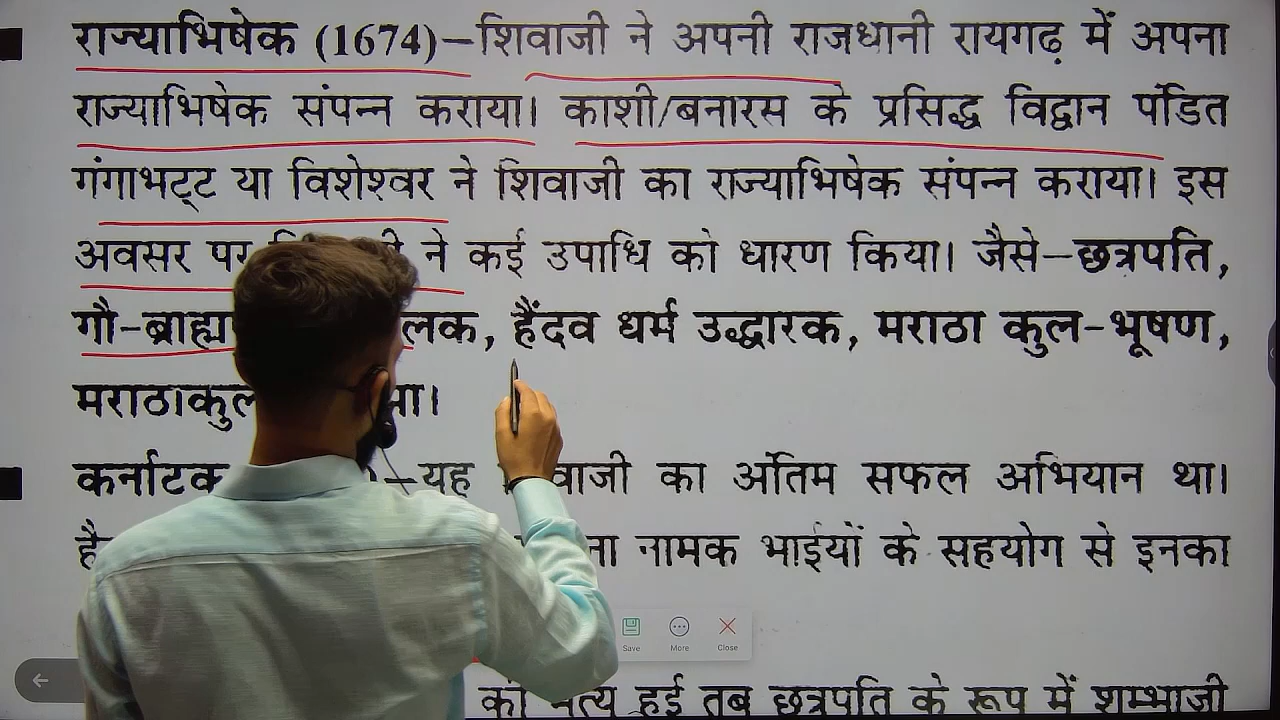 राज्याभिषेक (1674)–शिवाजी ने अपनी राजधानी रायगढ़ में अपना
राज्याभिषेक संपन्न कराया। काशी/बनारस के प्रसिद्ध विद्वान पंडित
गंगाभट्ट या विशेश्वर ने शिवाजी का राज्याभिषेक संपन्न कराया। इस
अवसर पर ने कई उपाधि को धारण किया। जैसे–छत्रपति,
हैंदव धर्म उद्धारक, मराठा कुल-भूषण,
कर्नाटक –यह का अंतिम सफल अभियान था।
नामक भाईयों के सहयोग से इनका
Save More Close
की हुई तब छत्रपति के रूप में शम्भाजी